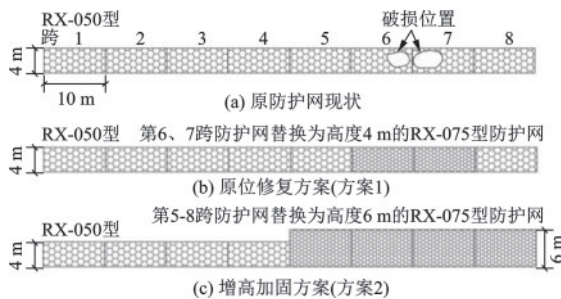 RX-050型
破损位置
跨 1 2 3 4 5 6 7 8
4 m
10 m
(a) 原防护网现状
RX-050型 第6、7跨防护网替换为高度4 m的RX-075型防护网
4 m
(b) 原位修复方案(方案1)
第5-8跨防护网替换为高度6 m的RX-075型防护网
RX-050型
4 m
6 m
(c) 增高加固方案(方案2)